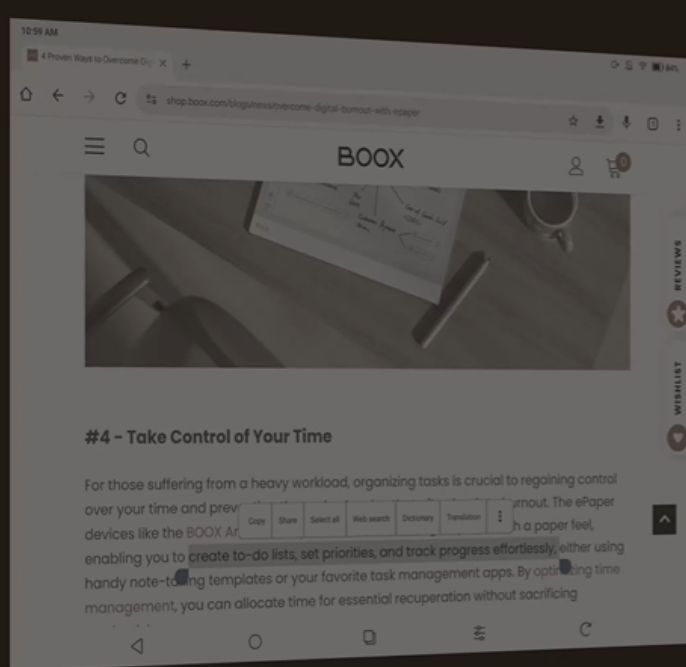 10:59 AM
84%
4 Proven Ways to Overcome Dig
shop.boox.com/blogs/news/overcome-digital-burnout-with-epaper
BOOX
0
REVIEWS
WISHLIST
#4 - Take Control of Your Time
For those suffering from a heavy workload, organizing tasks is crucial to regaining control
over your time and prev rnout. The ePaper
Copy Share Select all Web search Dictionary Translation
devices like the BOOX Ar h a paper feel,
enabling you to create to-do lists, set priorities, and track progress effortlessly, either using
handy note-taking templates or your favorite task management apps. By optimizing time
management, you can allocate time for essential recuperation without sacrificing